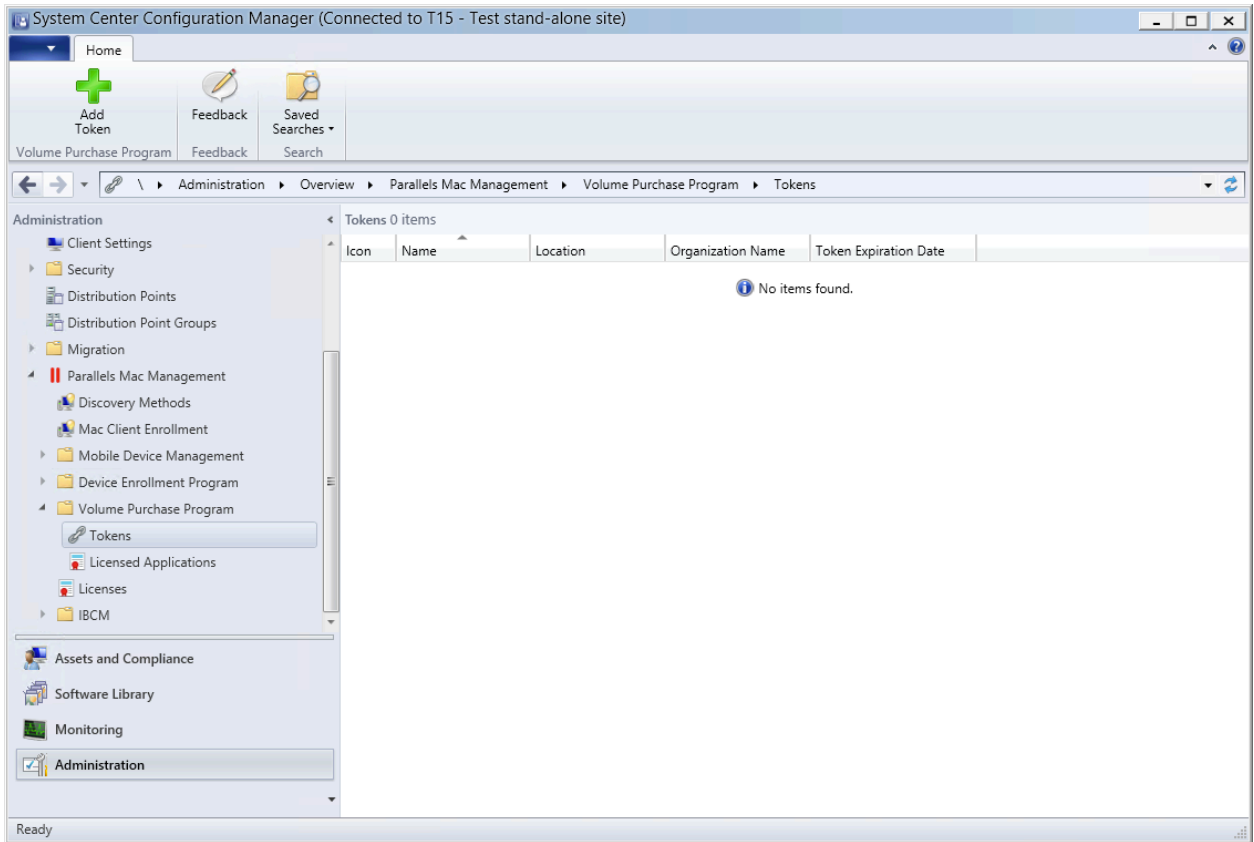 System Center Configuration Manager (Connected to T15 - Test stand-alone site)
Home
Add
Token
Feedback
Saved
Searches
Volume Purchase Program
Feedback
Search
\ Administration Overview Parallels Mac Management Volume Purchase Program Tokens
Administration
Client Settings
Security
Distribution Points
Distribution Point Groups
Migration
Parallels Mac Management
Discovery Methods
Mac Client Enrollment
Mobile Device Management
Device Enrollment Program
Volume Purchase Program
Tokens
Licensed Applications
Licenses
IBCM
Assets and Compliance
Software Library
Monitoring
Administration
Tokens 0 items
Icon Name Location Organization Name Token Expiration Date
No items found.
Ready